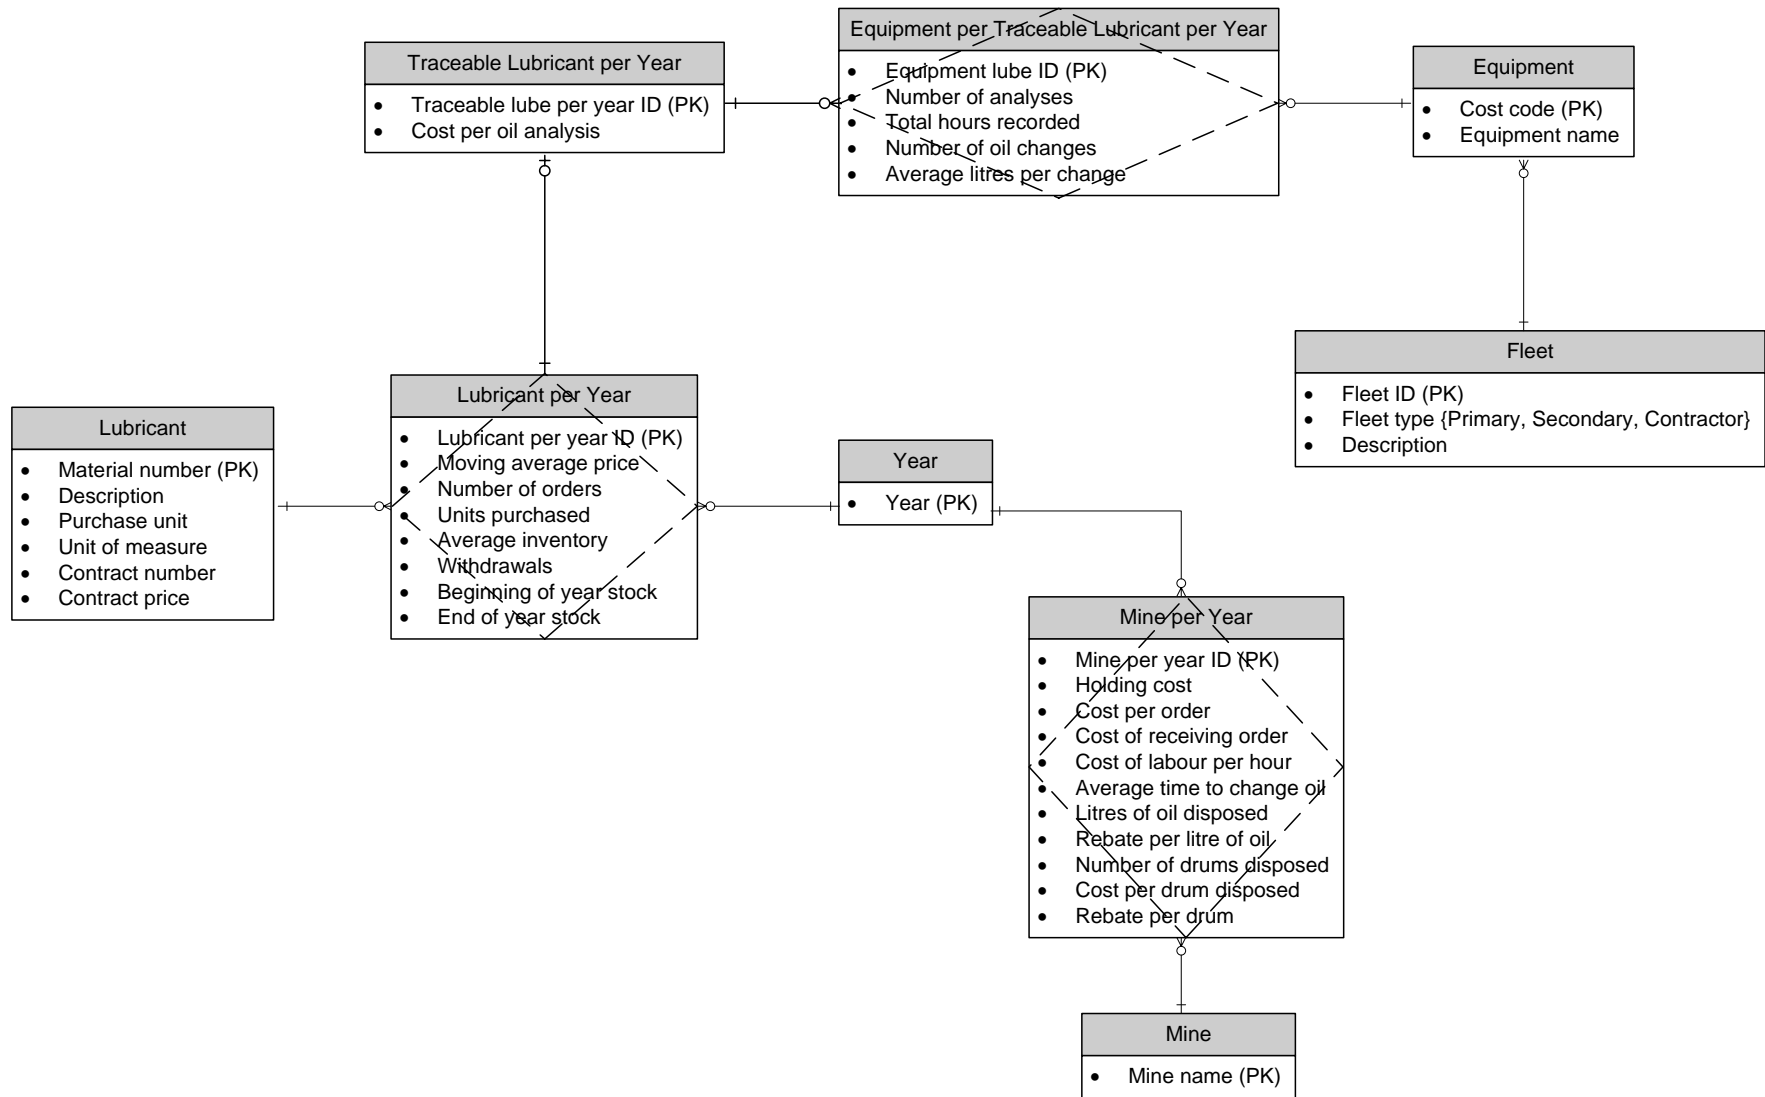 Equipment per Traceable Lubricant per Year
• Equipment lube ID (PK)
• Number of analyses
• Total hours recorded
• Number of oil changes
• Average litres per change
Traceable Lubricant per Year
• Traceable lube per year ID (PK)
• Cost per oil analysis
Equipment
• Cost code (PK)
• Equipment name
Fleet
• Fleet ID (PK)
• Fleet type {Primary, Secondary, Contractor}
• Description
Lubricant per Year
• Lubricant per year ID (PK)
• Moving average price
• Number of orders
• Units purchased
• Average inventory
• Withdrawals
• Beginning of year stock
• End of year stock
Lubricant
• Material number (PK)
• Description
• Purchase unit
• Unit of measure
• Contract number
• Contract price
Year
• Year (PK)
Mine per Year
• Mine per year ID (PK)
• Holding cost
• Cost per order
• Cost of receiving order
• Cost of labour per hour
• Average time to change oil
• Litres of oil disposed
• Rebate per litre of oil
• Number of drums disposed
• Cost per drum disposed
• Rebate per drum
Mine
• Mine name (PK)